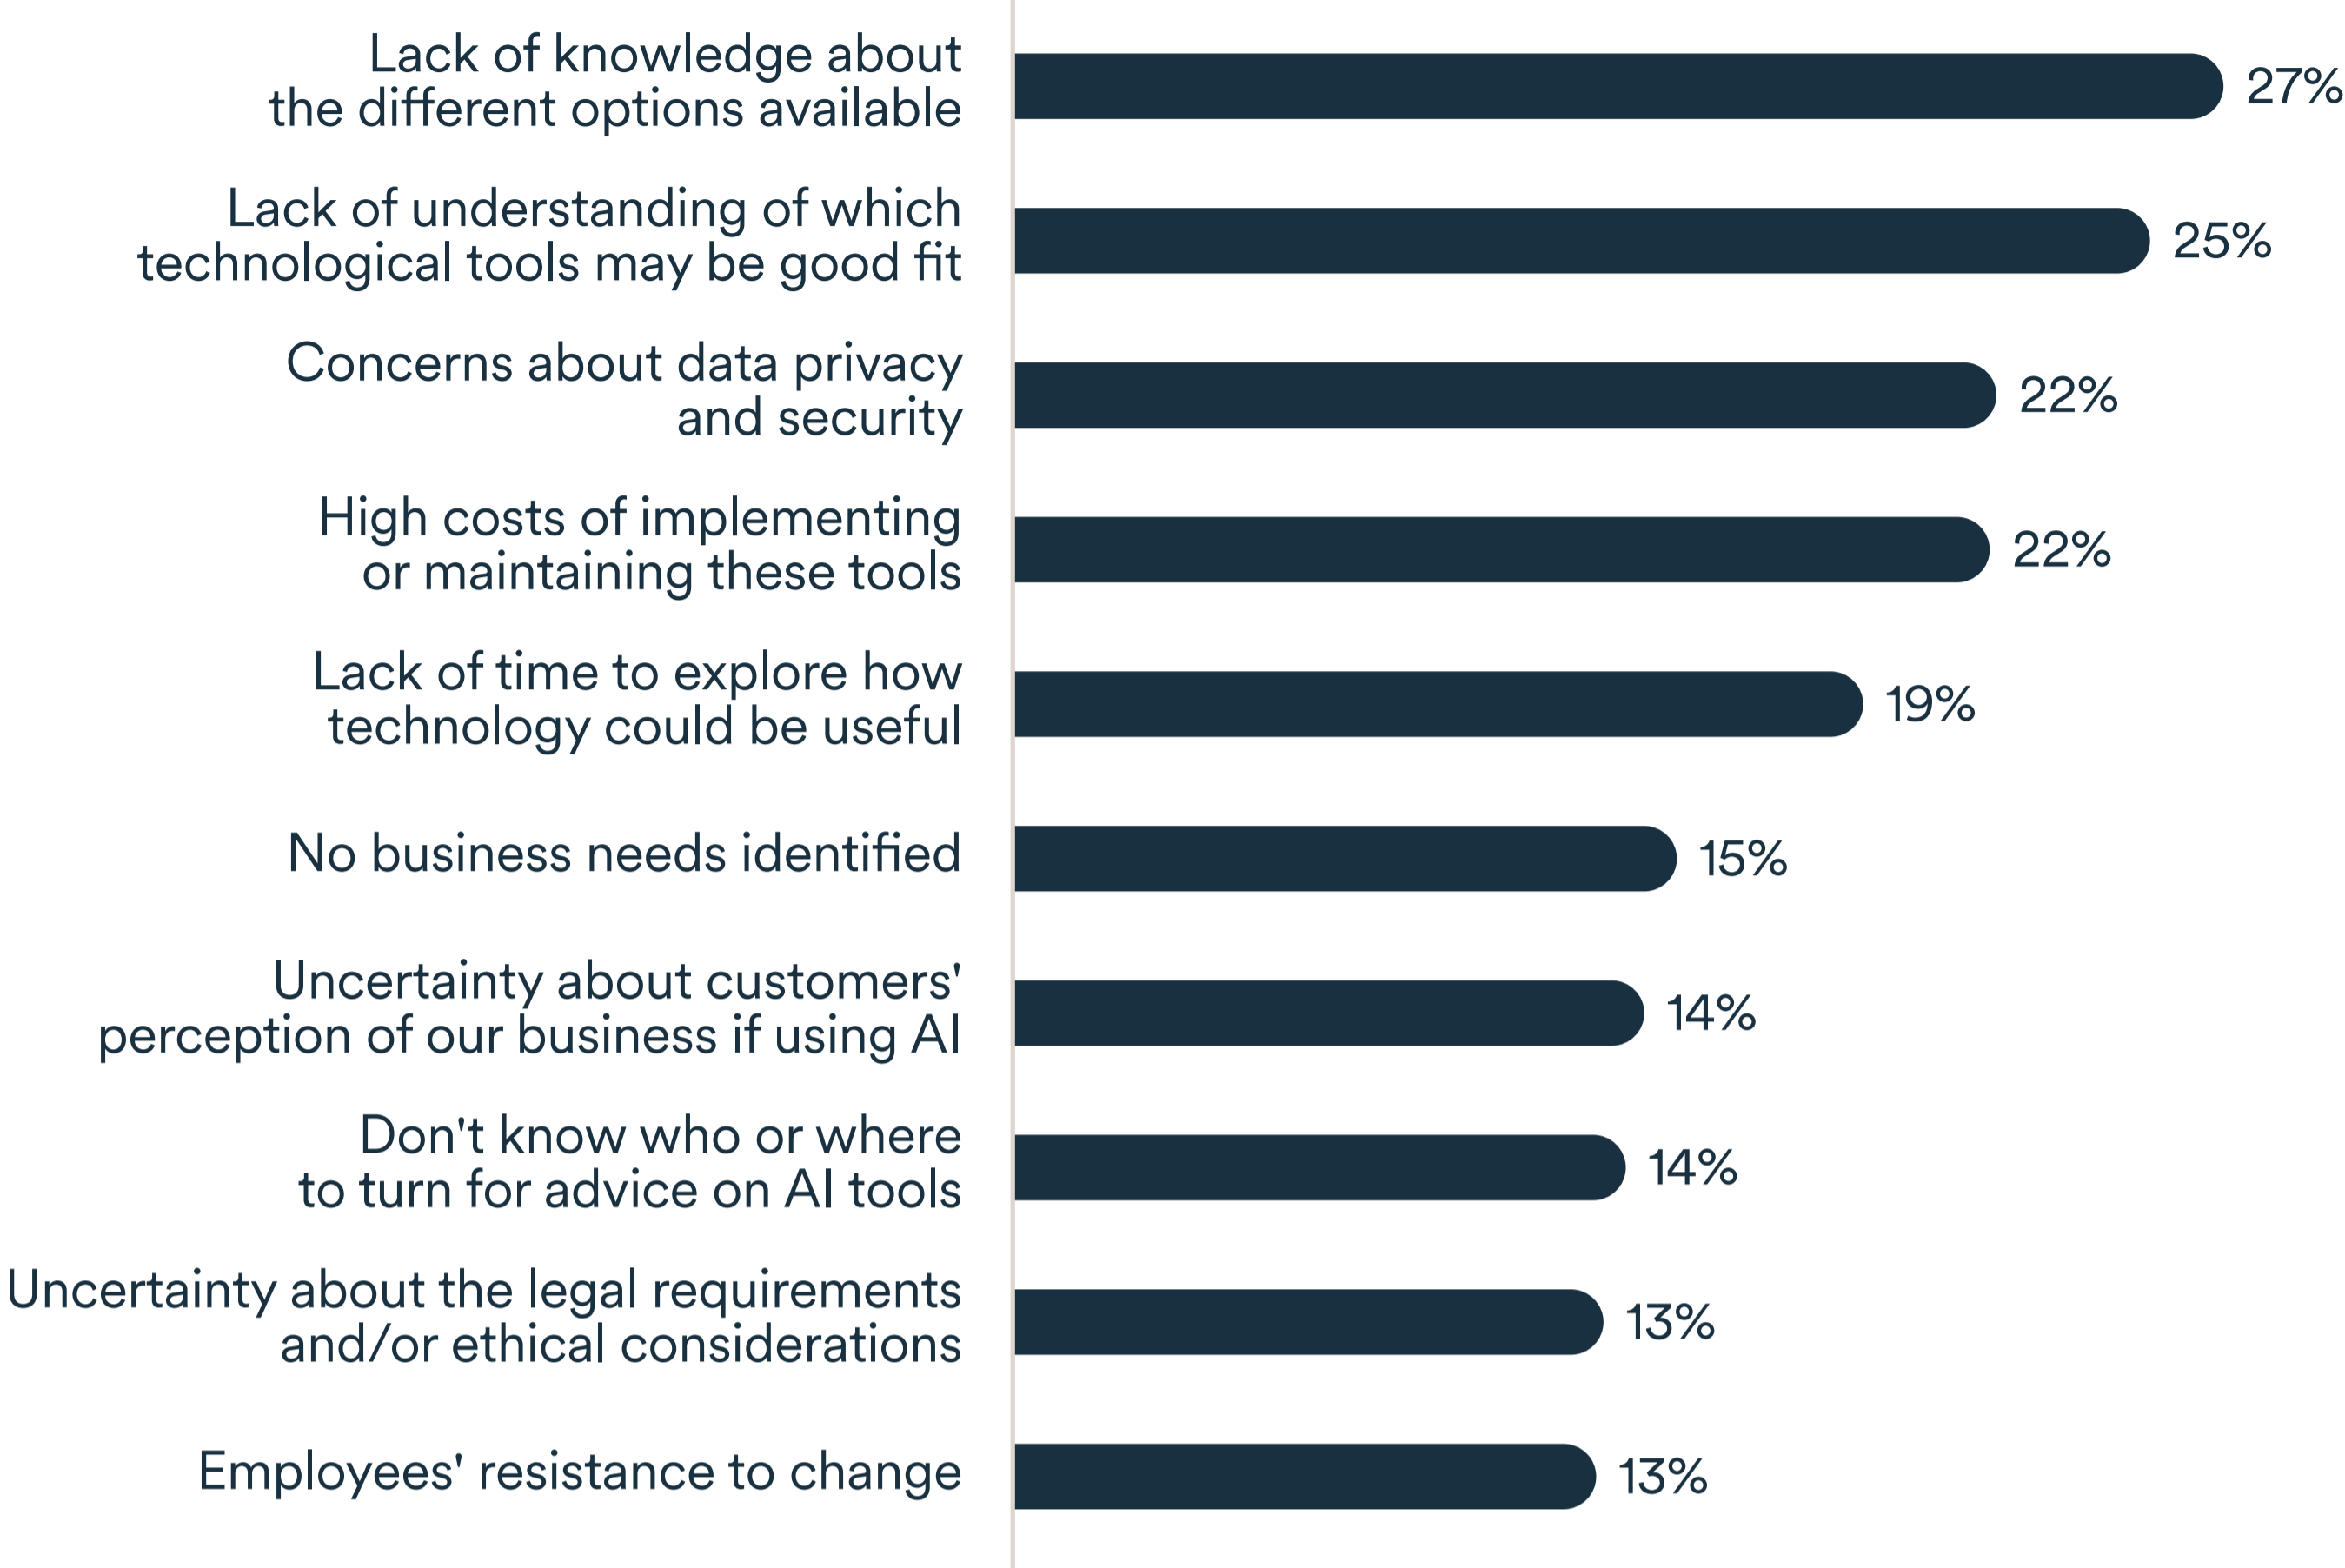 Lack of knowledge about
the different options available
27%
Lack of understanding of which
technological tools may be good fit
25%
Concerns about data privacy
and security
22%
High costs of implementing
or maintaining these tools
22%
Lack of time to explore how
technology could be useful
19%
No business needs identified
15%
Uncertainty about customers'
perception of our business if using AI
14%
Don't know who or where
to turn for advice on AI tools
14%
Uncertainty about the legal requirements
and/or ethical considerations
13%
Employees' resistance to change
13%